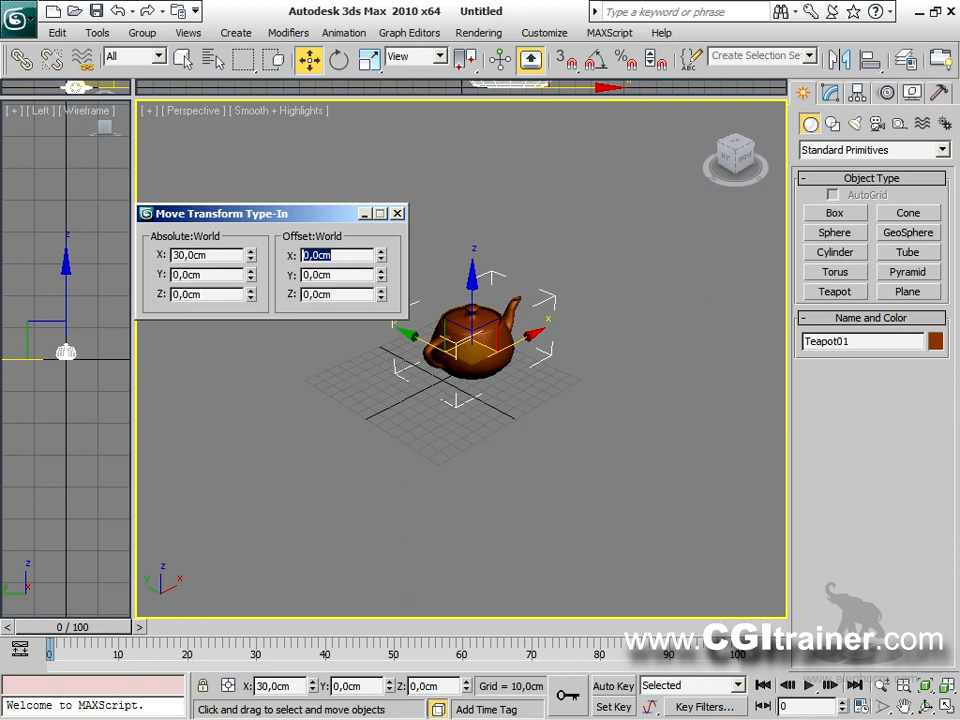 Autodesk 3ds Max 2010 x64 Untitled
Type a keyword or phrase
Edit Tools Group Views Create Modifiers Animation Graph Editors Rendering Customize MAXScript Help
All
View
3
Create Selection Se
[ + ] [ Left ] [ Wireframe ]
[ + ] [ Perspective ] [ Smooth + Highlights ]
Standard Primitives
- Object Type
AutoGrid
Box Cone
Sphere GeoSphere
Cylinder Tube
Torus Pyramid
Teapot Plane
- Name and Color
Teapot01
Move Transform Type-In
Absolute:World Offset:World
X: 30,0cm X: 0,0cm
Y: 0,0cm Y: 0,0cm
Z: 0,0cm Z: 0,0cm
z
x
z
z
y x
z
y x
< 0 / 100 >
0 10 20 30 40 50 60 70 80 90 100
www.CGItrainer.com
X: 30,0cm Y: 0,0cm Z: 0,0cm Grid = 10,0cm
Auto Key Selected
Welcome to MAXScript.
Click and drag to select and move objects
Add Time Tag
Set Key Key Filters...
0